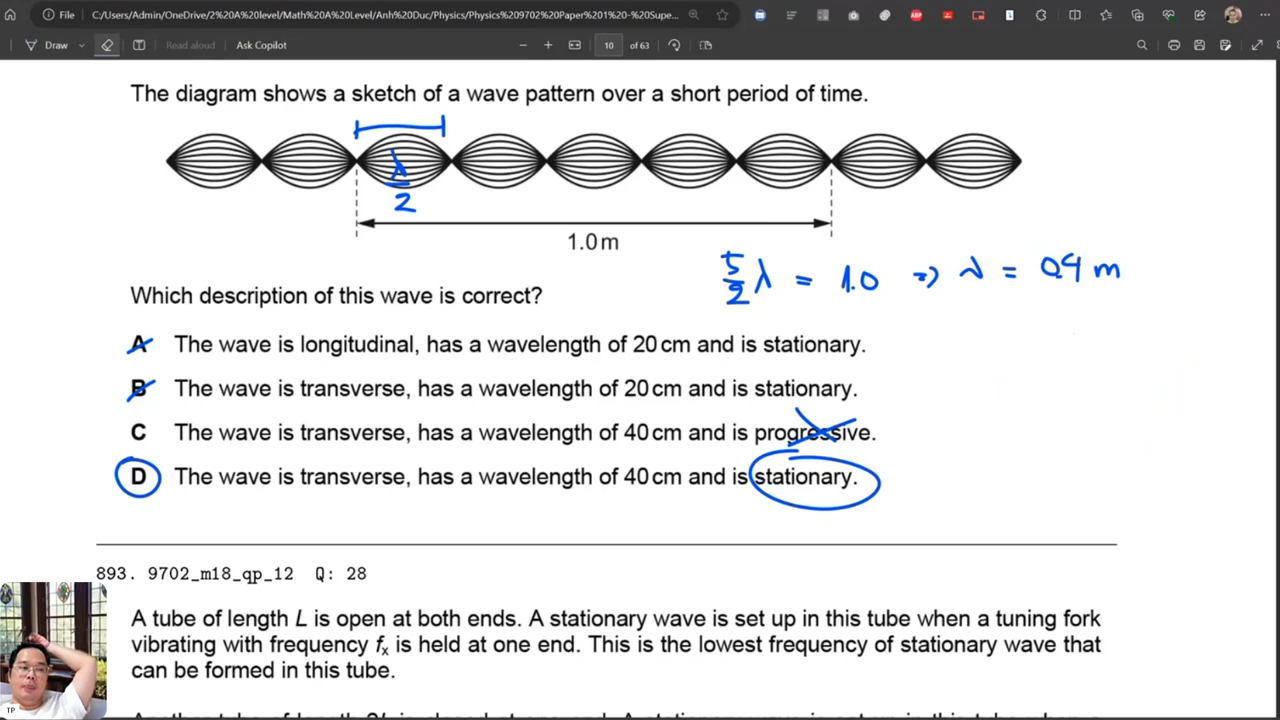 File
C:/Users/Admin/OneDrive/2%20A%20level/Math%20A%20Level/Anh%20Duc/Physics/Physics%209702%20Paper%201%20-%20Supe...
Draw
Read aloud
Ask Copilot
10 of 63
The diagram shows a sketch of a wave pattern over a short period of time.
λ/2
1.0 m
5/2 λ = 1.0 => λ = 0.4 m
Which description of this wave is correct?
A The wave is longitudinal, has a wavelength of 20 cm and is stationary.
B The wave is transverse, has a wavelength of 20 cm and is stationary.
C The wave is transverse, has a wavelength of 40 cm and is progressive.
D The wave is transverse, has a wavelength of 40 cm and is stationary.
893. 9702_m18_qp_12 Q: 28
A tube of length L is open at both ends. A stationary wave is set up in this tube when a tuning fork
vibrating with frequency fx is held at one end. This is the lowest frequency of stationary wave that
can be formed in this tube.
TP